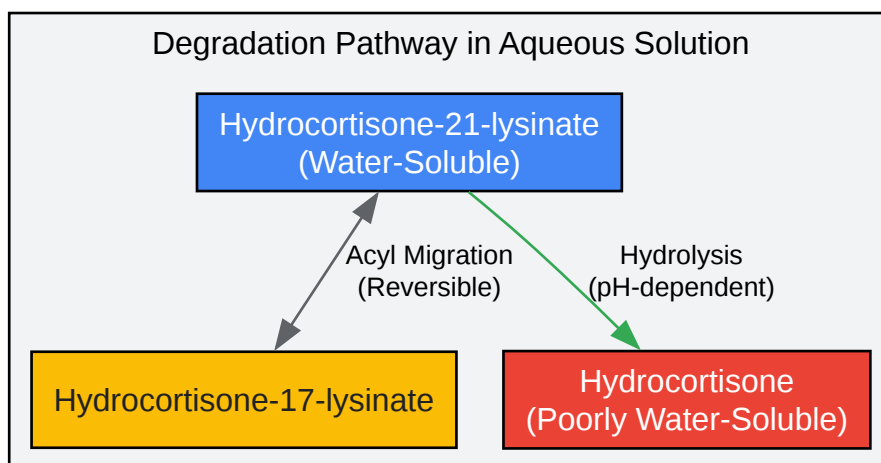 Degradation Pathway in Aqueous Solution
Hydrocortisone-21-lysinate
(Water-Soluble)
Acyl Migration
(Reversible)
Hydrolysis
(pH-dependent)
Hydrocortisone-17-lysinate
Hydrocortisone
(Poorly Water-Soluble)